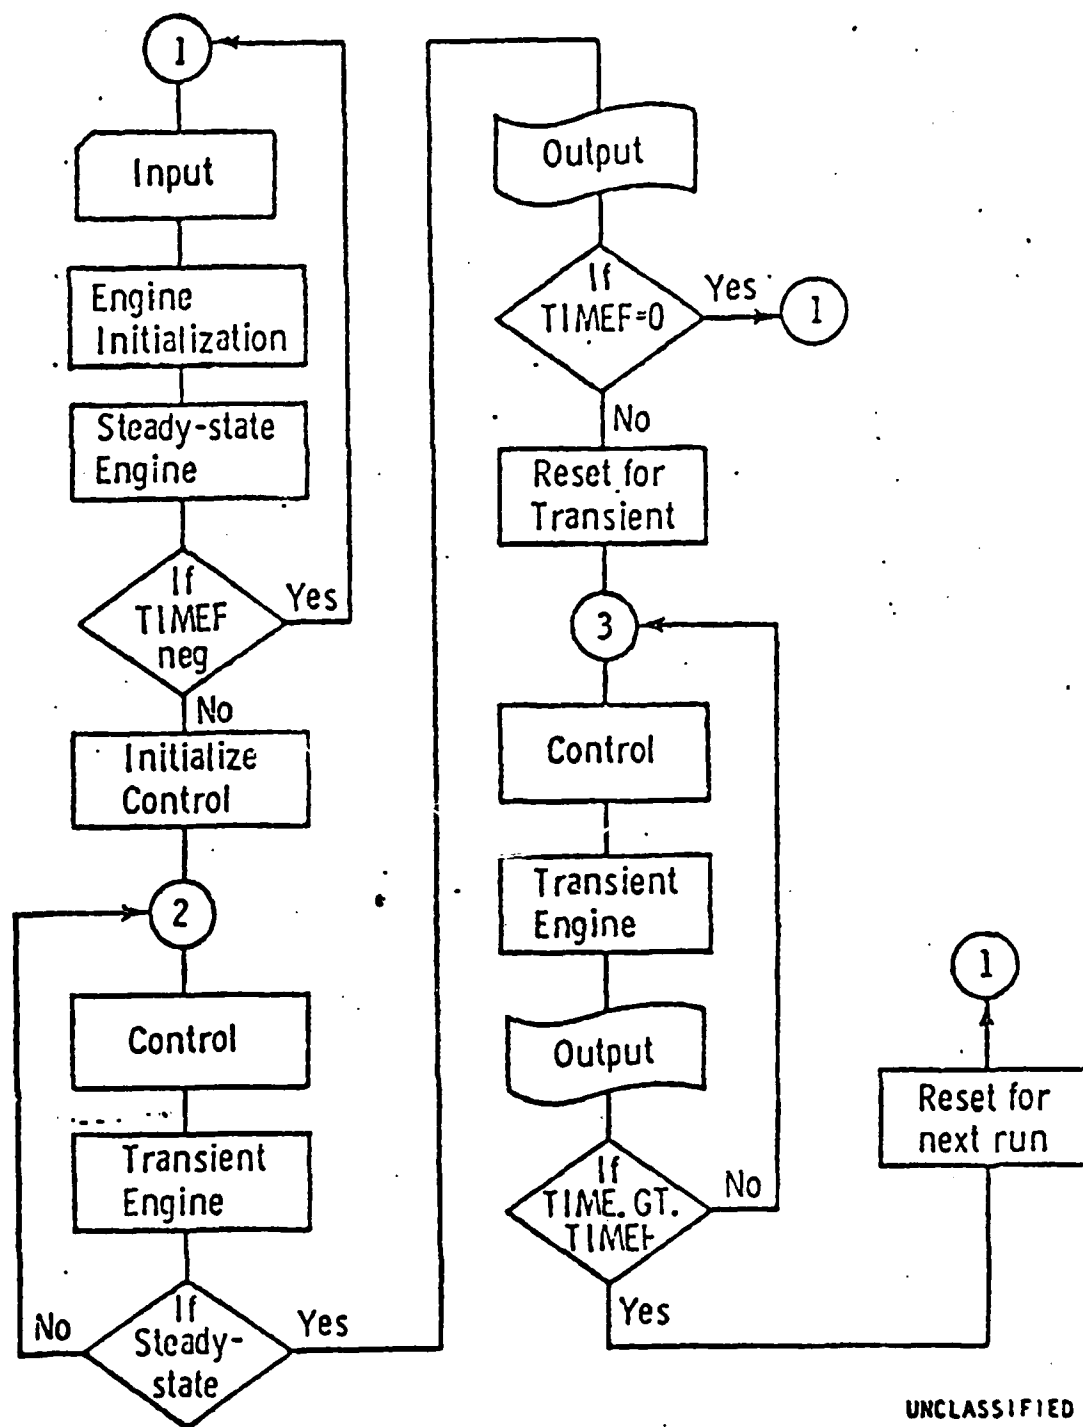 1
Input
Engine
Initialization
Steady-state
Engine
If
TIMEF
neg
Yes
No
Initialize
Control
2
Control
Transient
Engine
If
Steady-
state
No
Yes
Output
If
TIMEF=0
Yes
1
No
Reset for
Transient
3
Control
Transient
Engine
Output
If
TIME.GT.
TIMEF
No
Yes
Reset for
next run
1
UNCLASSIFIED